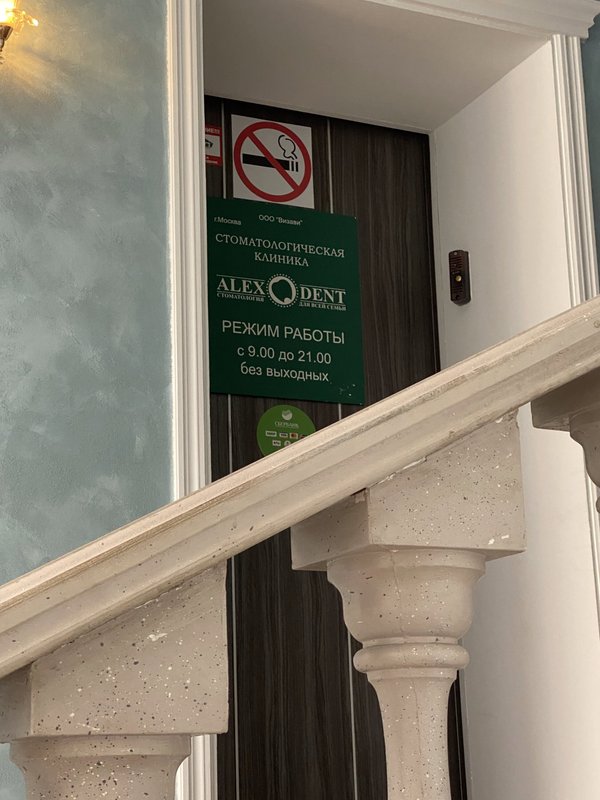 г.Москва ООО "Визави"
СТОМАТОЛОГИЧЕСКАЯ
КЛИНИКА
ALEX DENT
СТОМАТОЛОГИЯ ДЛЯ ВСЕЙ СЕМЬИ
РЕЖИМ РАБОТЫ
с 9.00 до 21.00
без выходных
СБЕРБАНК